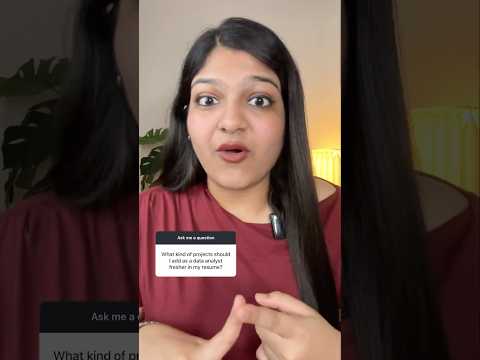 Ask me a question
What kind of projects should
I add as a data analyst
fresher in my resume?
Ask me a
What kind of pro